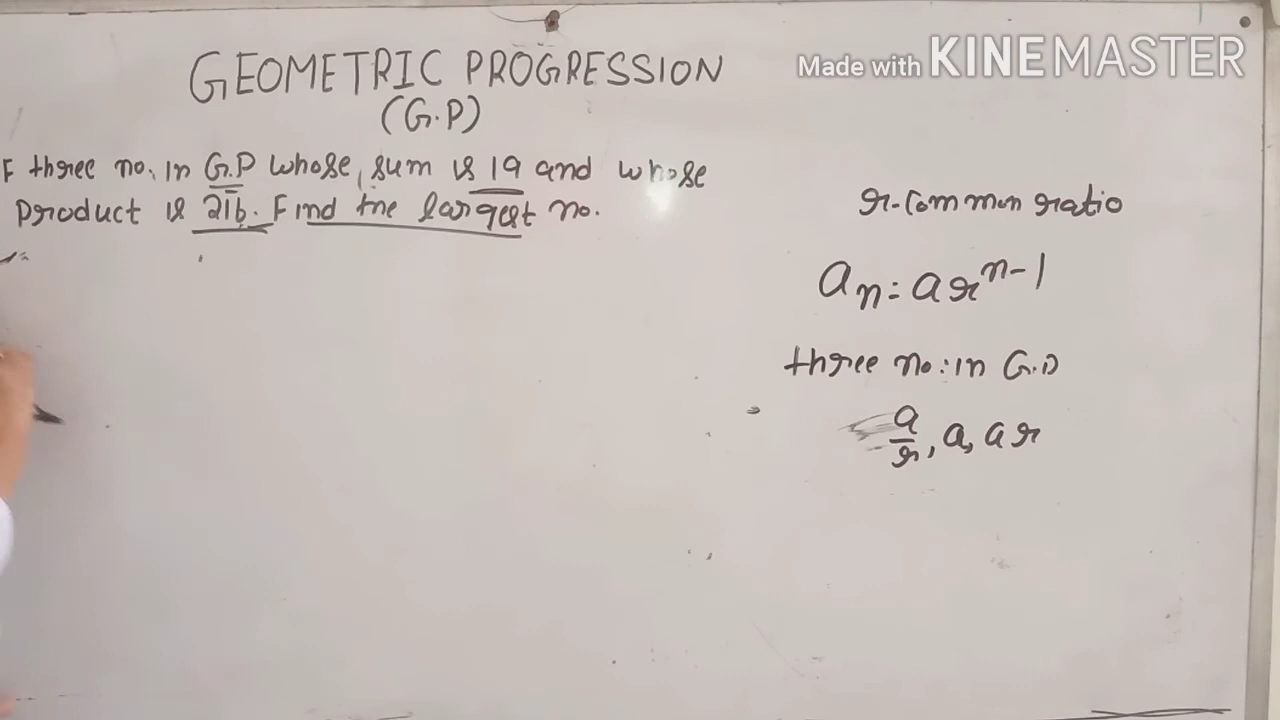 GEOMETRIC PROGRESSION
(G.P)
Made with KINEMASTER
F three no. in G.P whose sum is 19 and whose
product is 216. Find the largest no.
r-Common ratio
an = ar^n-1
three no: in G.P
a/r, a, ar